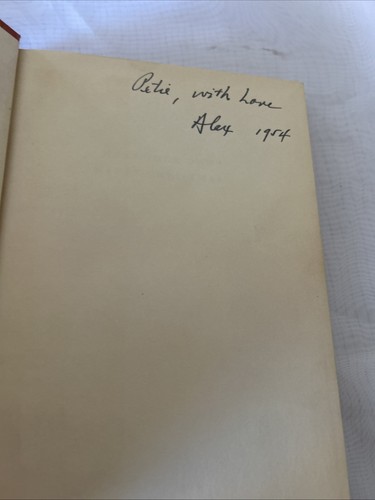 Petie, with Love
Alex 1954